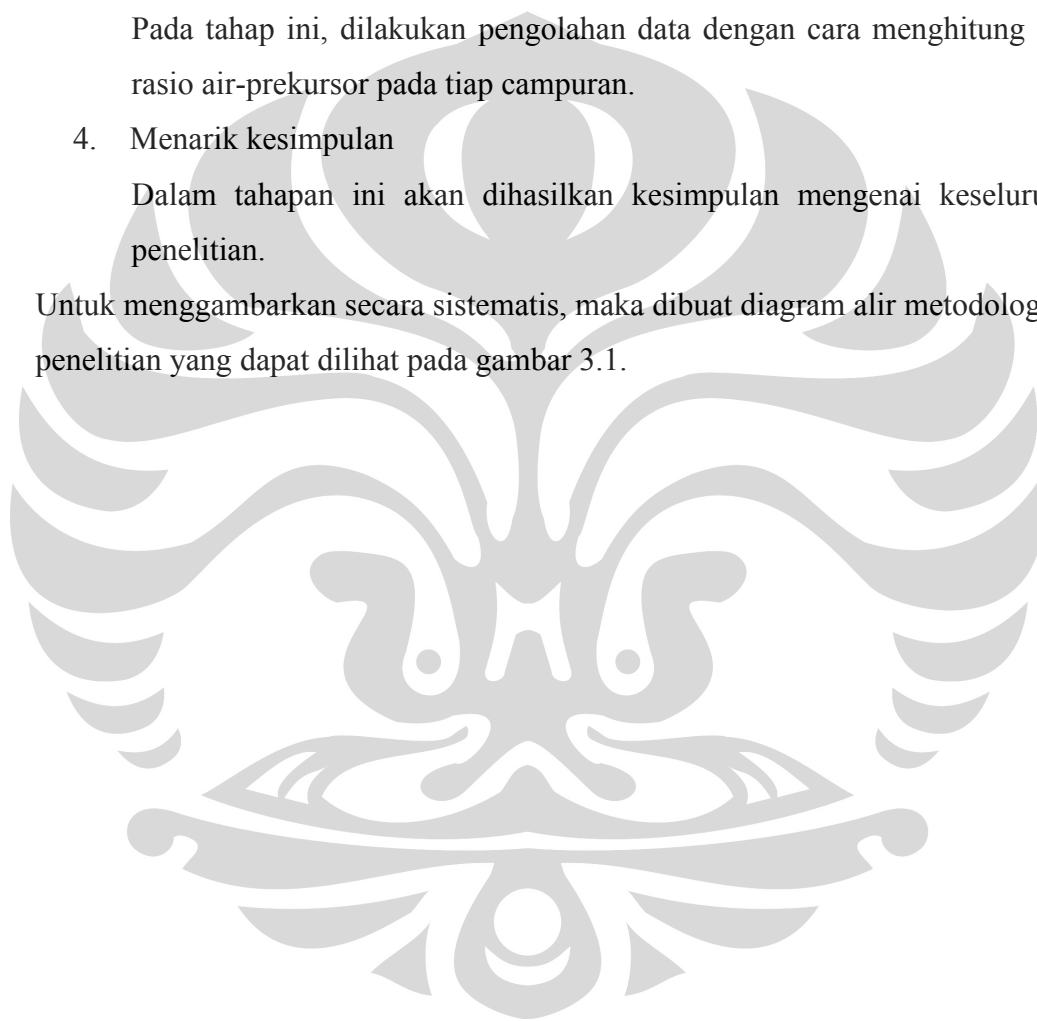 Pada tahap ini, dilakukan pengolahan data dengan cara menghitung
rasio air-prekursor pada tiap campuran.
4. Menarik kesimpulan
Dalam tahapan ini akan dihasilkan kesimpulan mengenai keseluru
penelitian.
Untuk menggambarkan secara sistematis, maka dibuat diagram alir metodolog
penelitian yang dapat dilihat pada gambar 3.1.